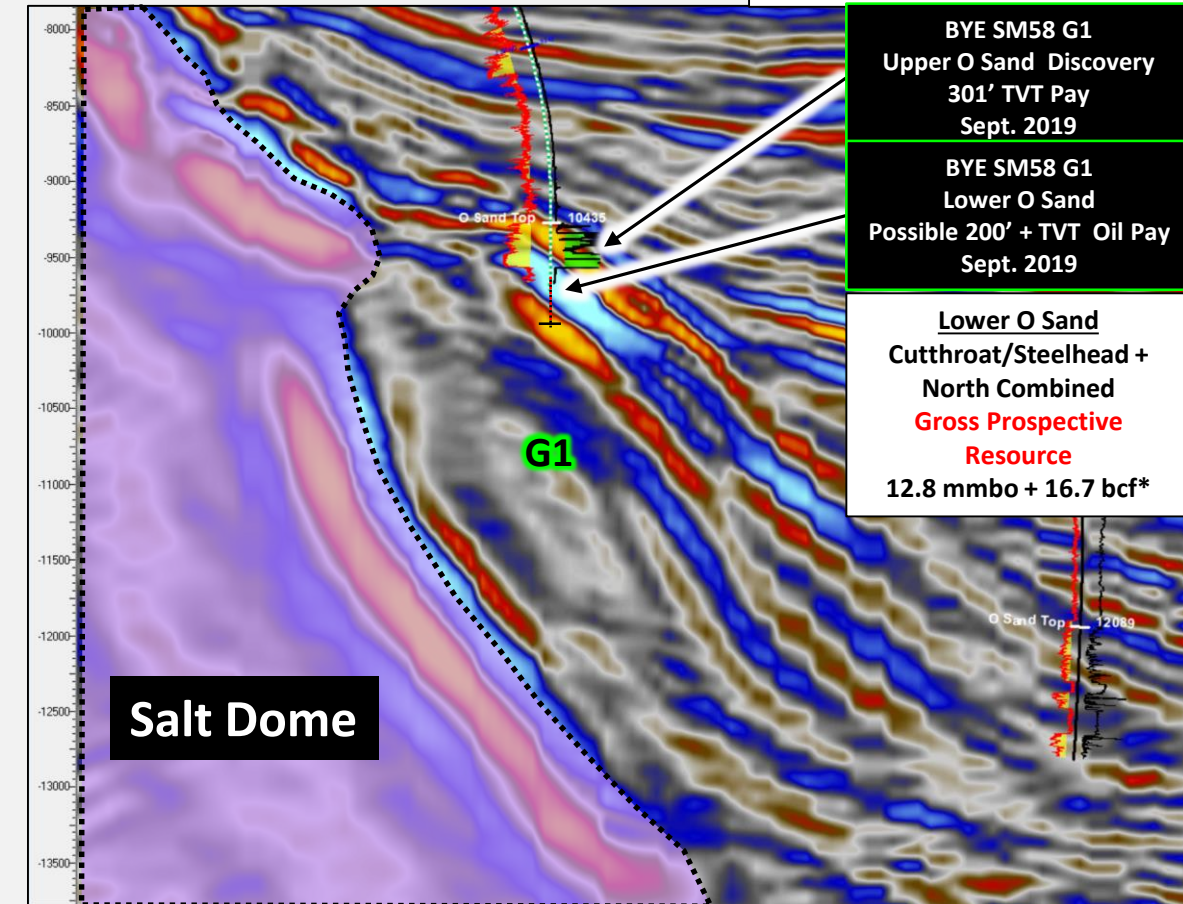 -8000
-8500
-9000
-9500
-10000
-10500
-11000
-11500
-12000
-12500
-13000
-13500
O Sand Top 10435
G1
Salt Dome
BYE SM58 G1
Upper O Sand Discovery
301’ TVT Pay
Sept. 2019
BYE SM58 G1
Lower O Sand
Possible 200’ + TVT Oil Pay
Sept. 2019
Lower O Sand
Cutthroat/Steelhead +
North Combined
Gross Prospective
Resource
12.8 mmbo + 16.7 bcf*
O Sand Top 12089